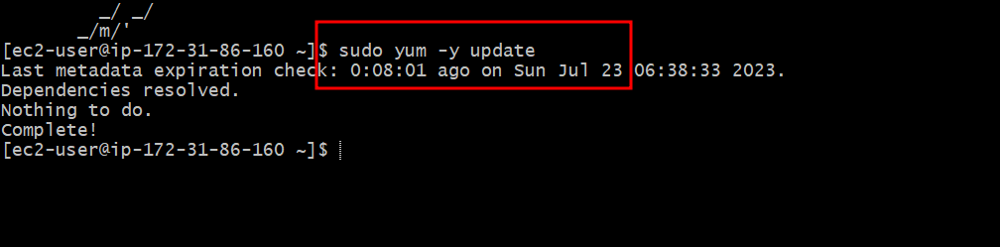 _/ _/
_/m/'
[ec2-user@ip-172-31-86-160 ~]$ sudo yum -y update
Last metadata expiration check: 0:08:01 ago on Sun Jul 23 06:38:33 2023.
Dependencies resolved.
Nothing to do.
Complete!
[ec2-user@ip-172-31-86-160 ~]$